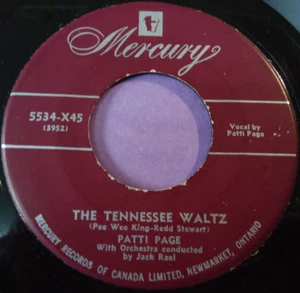 Mercury
5534-X45
(3952)
Vocal by
Patti Page
THE TENNESSEE WALTZ
(Pee Wee King-Redd Stewart)
PATTI PAGE
With Orchestra conducted
by Jack Rael
MERCURY RECORDS OF CANADA LIMITED, NEWMARKET, ONTARIO